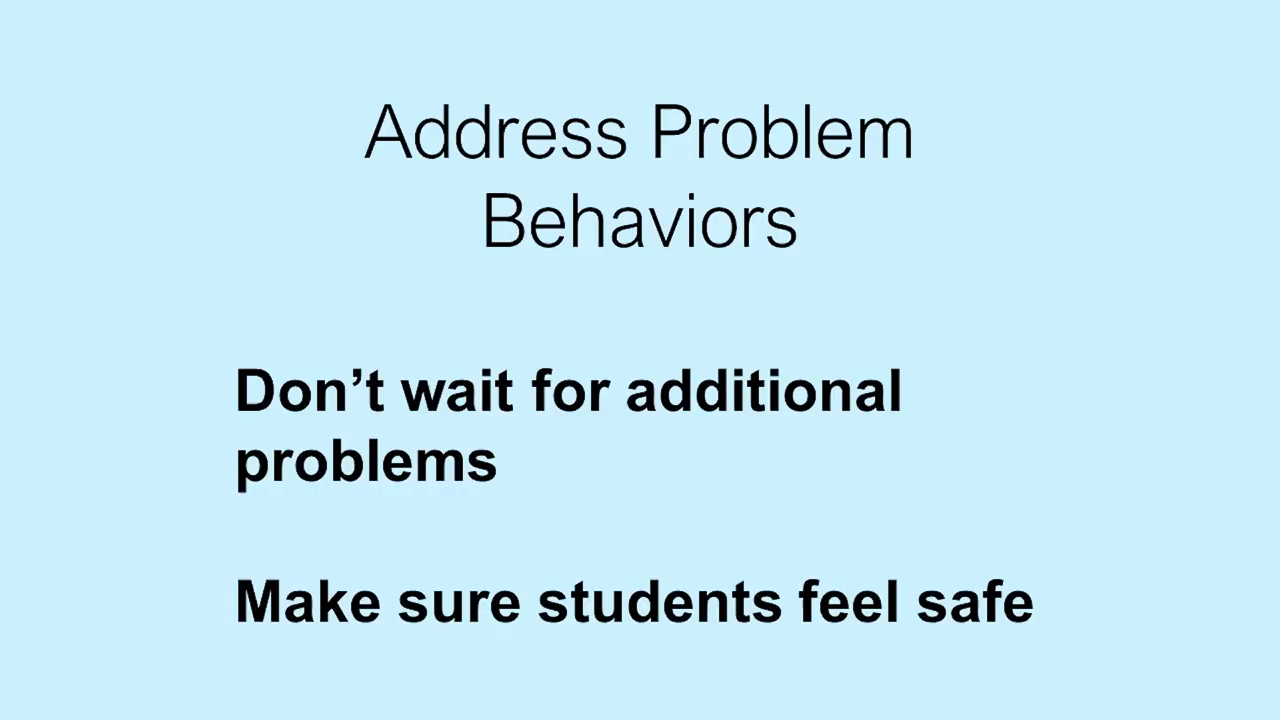 Address Problem
Behaviors
Don’t wait for additional
problems
Make sure students feel safe